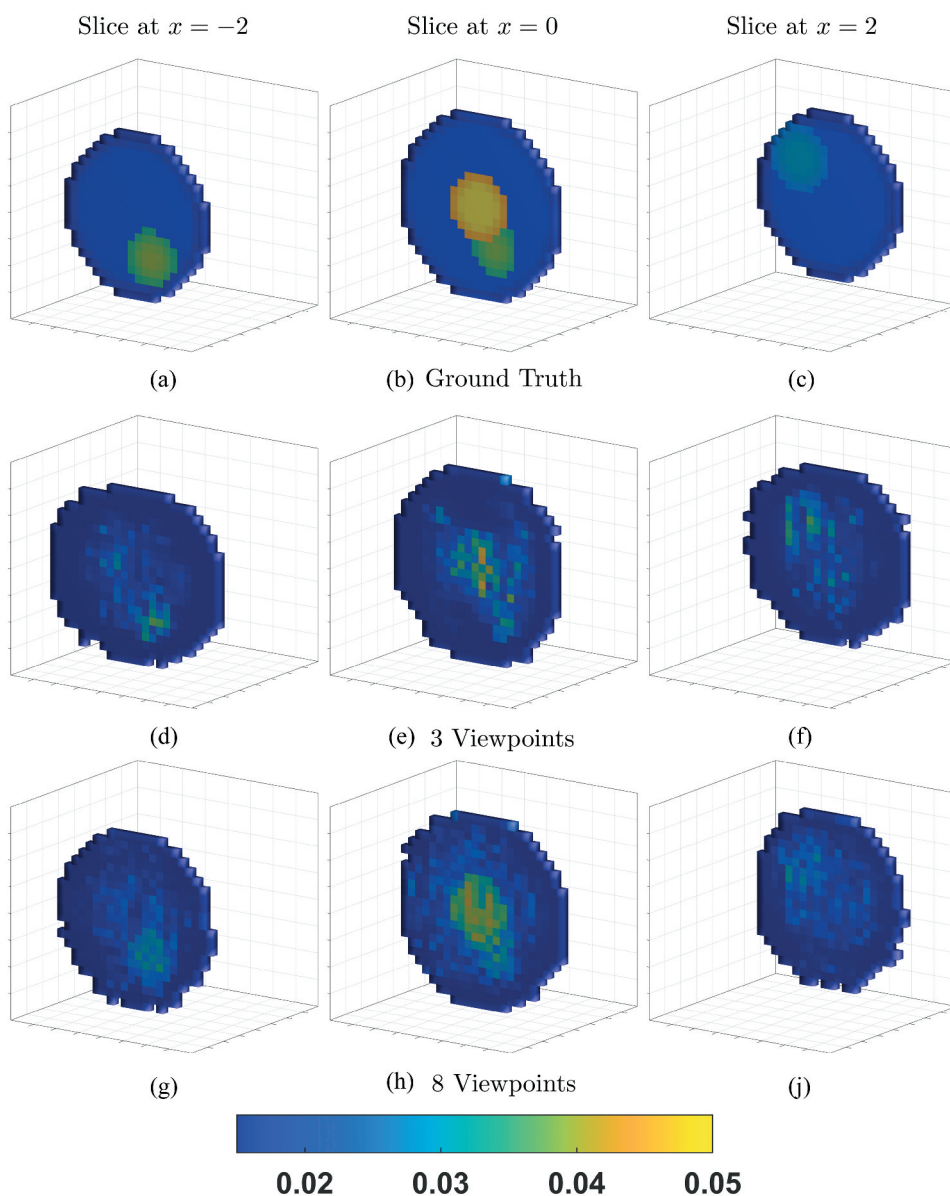 Slice at x = −2
Slice at x = 0
Slice at x = 2
(a)
(b) Ground Truth
(c)
(d)
(e) 3 Viewpoints
(f)
(g)
(h) 8 Viewpoints
(j)
0.02
0.03
0.04
0.05